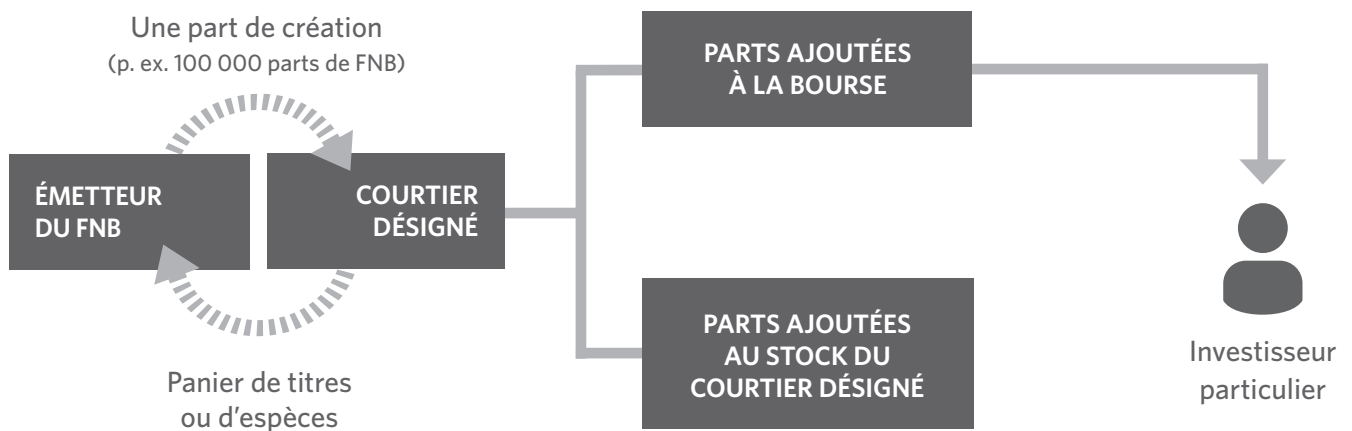 Une part de création
(p. ex. 100 000 parts de FNB)
ÉMETTEUR
DU FNB
COURTIER
DÉSIGNÉ
Panier de titres
ou d'espèces
PARTS AJOUTÉES
À LA BOURSE
PARTS AJOUTÉES
AU STOCK DU
COURTIER DÉSIGNÉ
Investisseur
particulier